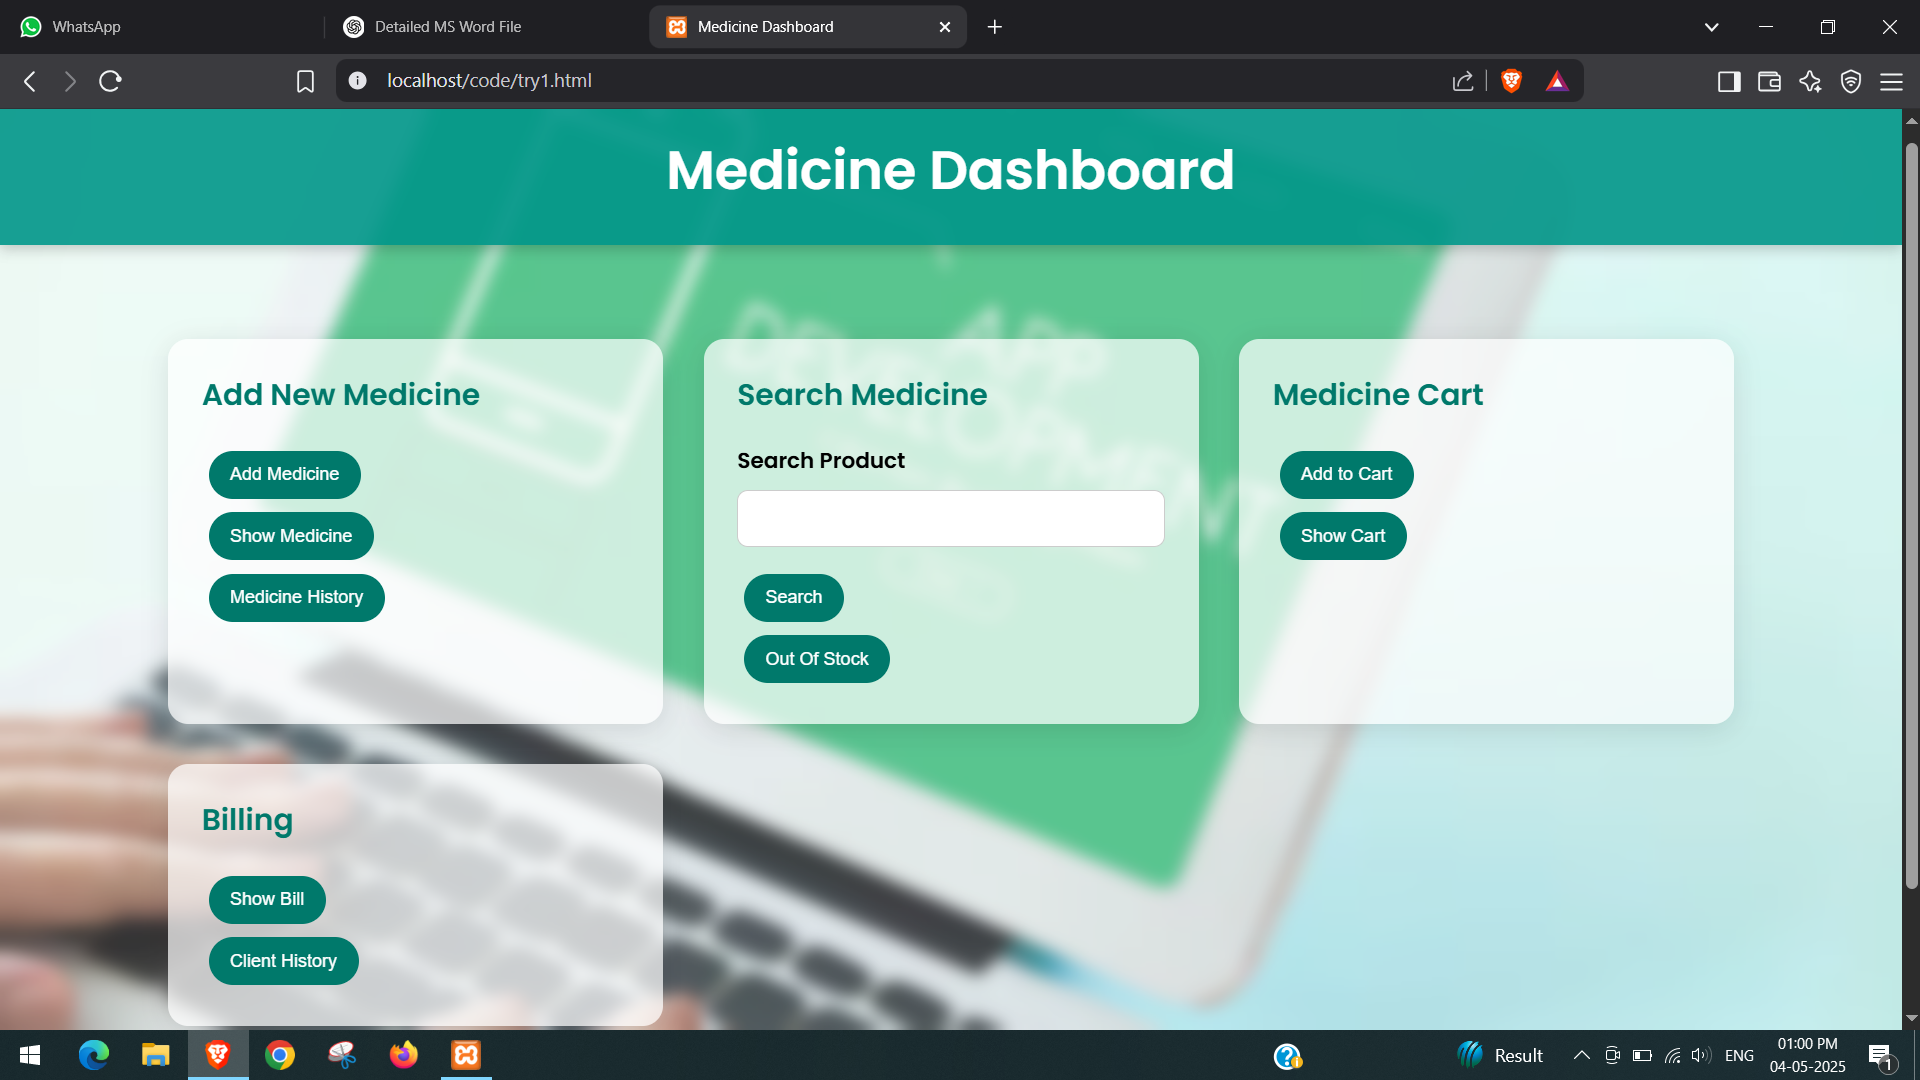 WhatsApp
Detailed MS Word File
Medicine Dashboard
localhost/code/try1.html
Medicine Dashboard
APP
DEVELOPMENT
Add New Medicine
Add Medicine
Show Medicine
Medicine History
Search Medicine
Search Product
Search
Out Of Stock
Medicine Cart
Add to Cart
Show Cart
Billing
Show Bill
Client History
Result
ENG
01:00 PM
04-05-2025
1